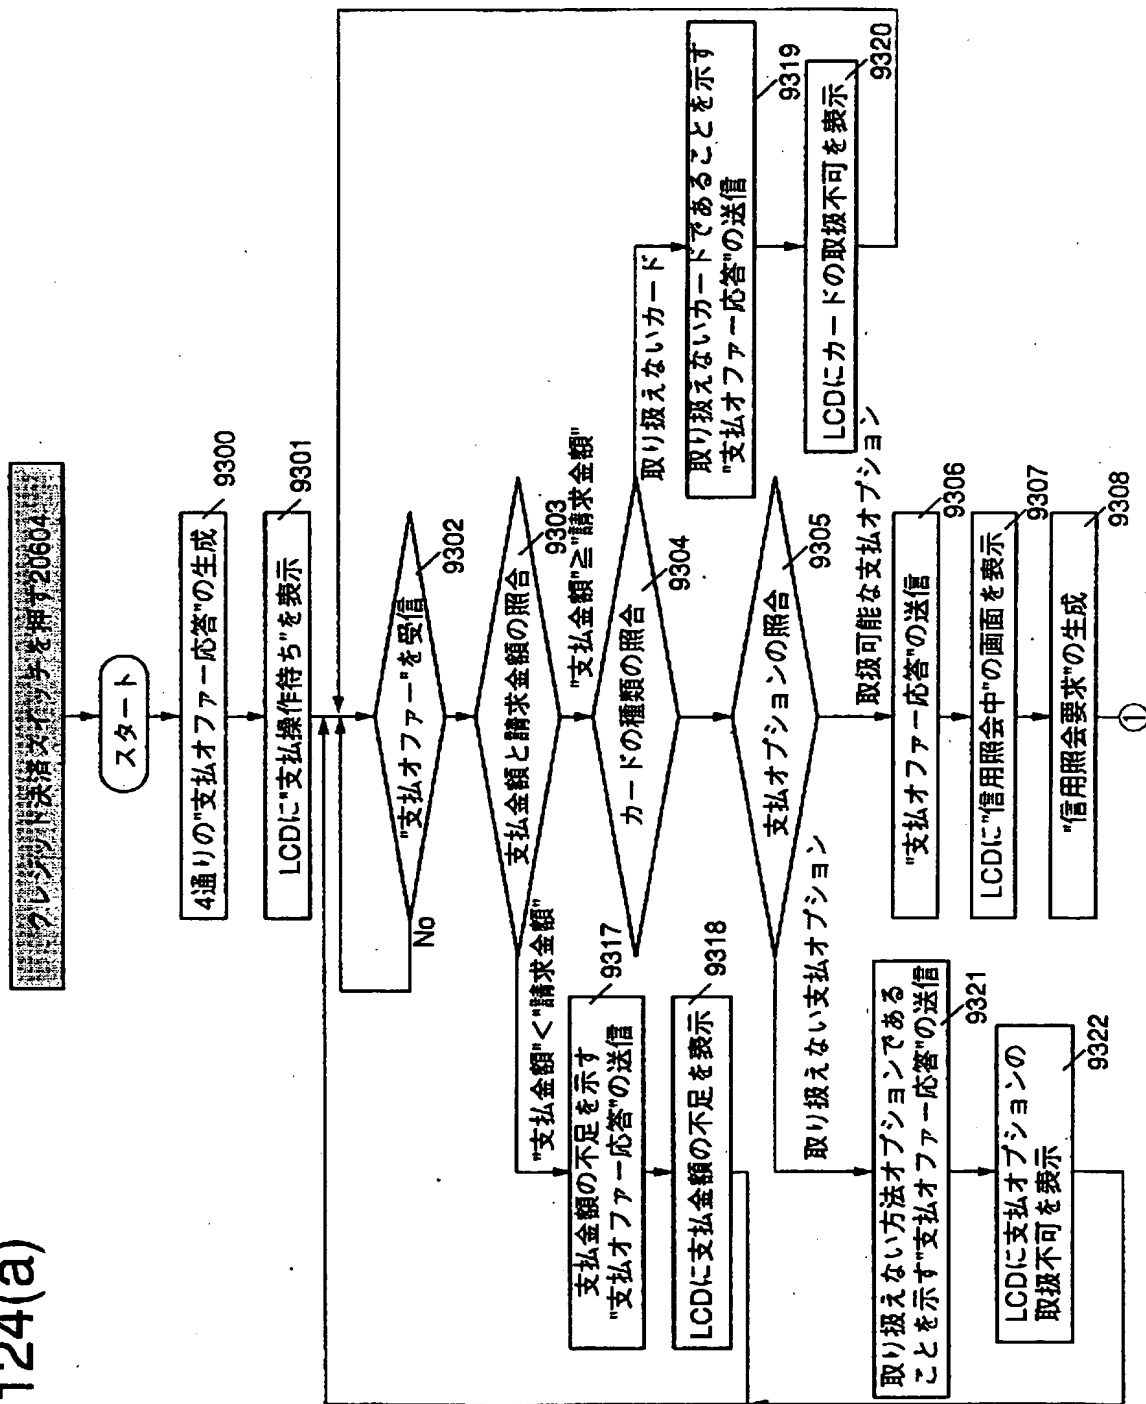 124(a)
クレジット決済スイッチを押す20604
スタート
4通りの"支払オファー応答"の生成
9300
LCDに"支払操作待ち"を表示
9301
"支払オファー"を受信
9302
No
支払金額と請求金額の照合
9303
"支払金額"<"請求金額"
"支払金額"≧"請求金額"
支払金額の不足を示す
"支払オファー応答"の送信
9317
LCDに支払金額の不足を表示
9318
カードの種類の照合
9304
取り扱えないカード
取り扱えないカードであることを示す
"支払オファー応答"の送信
9319
LCDにカードの取扱不可を表示
9320
支払オプションの照合
9305
取り扱えない支払オプション
取扱可能な支払オプション
取り扱えない方法オプションである
ことを示す"支払オファー応答"の送信
9321
LCDに支払オプションの
取扱不可を表示
9322
"支払オファー応答"の送信
9306
LCDに"信用照会中"の画面を表示
9307
"信用照会要求"の生成
9308
①